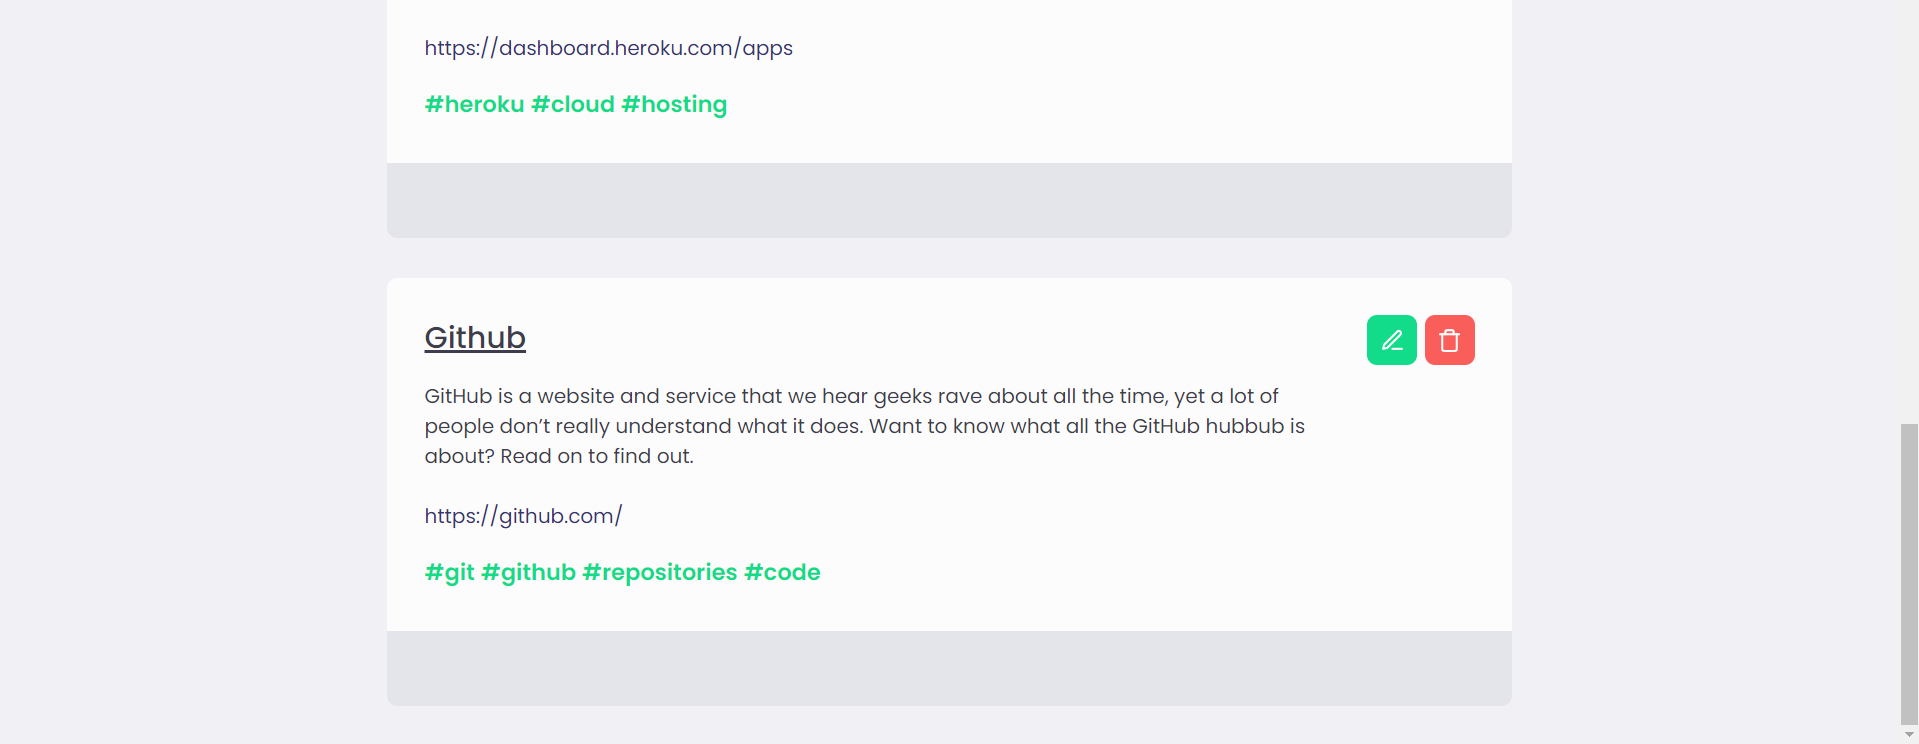 https://dashboard.heroku.com/apps
#heroku #cloud #hosting
Github
GitHub is a website and service that we hear geeks rave about all the time, yet a lot of
people don’t really understand what it does. Want to know what all the GitHub hubbub is
about? Read on to find out.
https://github.com/
#git #github #repositories #code